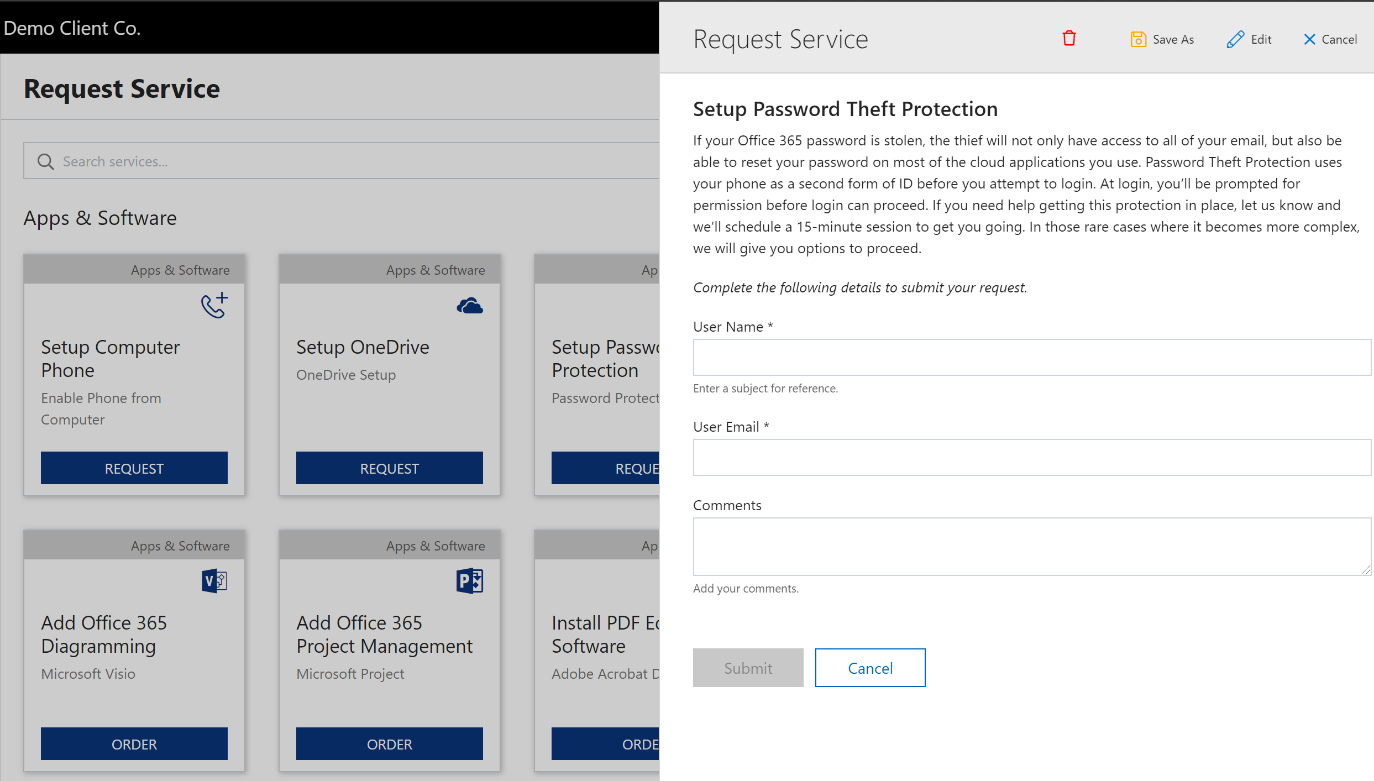 Demo Client Co.
Request Service
Search services...
Apps & Software
Apps & Software
Setup Computer
Phone
Enable Phone from
Computer
REQUEST
Apps & Software
Setup OneDrive
OneDrive Setup
REQUEST
Setup
Protection
Password
Apps & Software
V
Add Office 365
Diagramming
Microsoft Visio
ORDER
Apps & Software
P
Add Office 365
Project Management
Microsoft Project
ORDER
Install PDF
Software
Adobe Acrobat
Request Service
Save As
Edit
Cancel
Setup Password Theft Protection
If your Office 365 password is stolen, the thief will not only have access to all of your email, but also be
able to reset your password on most of the cloud applications you use. Password Theft Protection uses
your phone as a second form of ID before you attempt to login. At login, you'll be prompted for
permission before login can proceed. If you need help getting this protection in place, let us know and
we'll schedule a 15-minute session to get you going. In those rare cases where it becomes more complex,
we will give you options to proceed.
Complete the following details to submit your request.
User Name *
Enter a subject for reference.
User Email *
Comments
Add your comments.
Submit
Cancel